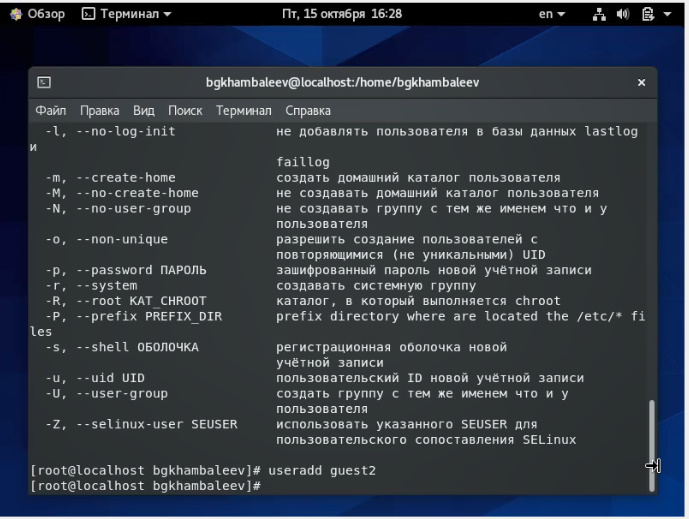 Обзор Терминал Пт, 15 октября 16:28 en
bgkhambaleev@localhost:/home/bgkhambaleev ×
Файл Правка Вид Поиск Терминал Справка
-l, --no-log-init не добавлять пользователя в базы данных lastlog
и
faillog
-m, --create-home создать домашний каталог пользователя
-M, --no-create-home не создавать домашний каталог пользователя
-N, --no-user-group не создавать группу с тем же именем что и у
пользователя
-o, --non-unique разрешить создание пользователей с
повторяющимися (не уникальными) UID
-p, --password ПАРОЛЬ зашифрованный пароль новой учётной записи
-r, --system создавать системную группу
-R, --root KAT_CHROOT каталог, в который выполняется chroot
-P, --prefix PREFIX_DIR prefix directory where are located the /etc/* fi
les
-s, --shell ОБОЛОЧКА регистрационная оболочка новой
учётной записи
-u, --uid UID пользовательский ID новой учётной записи
-U, --user-group создать группу с тем же именем что и у
пользователя
-Z, --selinux-user SEUSER использовать указанного SEUSER для
пользовательского сопоставления SELinux
[root@localhost bgkhambaleev]# useradd guest2
[root@localhost bgkhambaleev]#